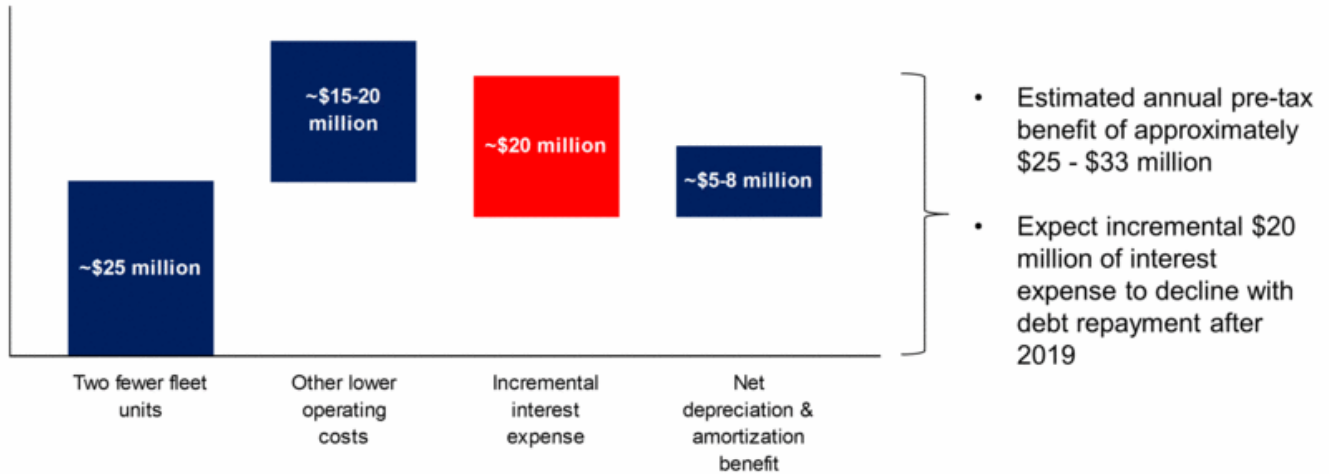 ~$15-20
million
~$20 million
~$5-8 million
~$25 million
Two fewer fleet
units
Other lower
operating
costs
Incremental
interest
expense
Net
depreciation &
amortization
benefit
• Estimated annual pre-tax
benefit of approximately
$25 - $33 million
• Expect incremental $20
million of interest
expense to decline with
debt repayment after
2019